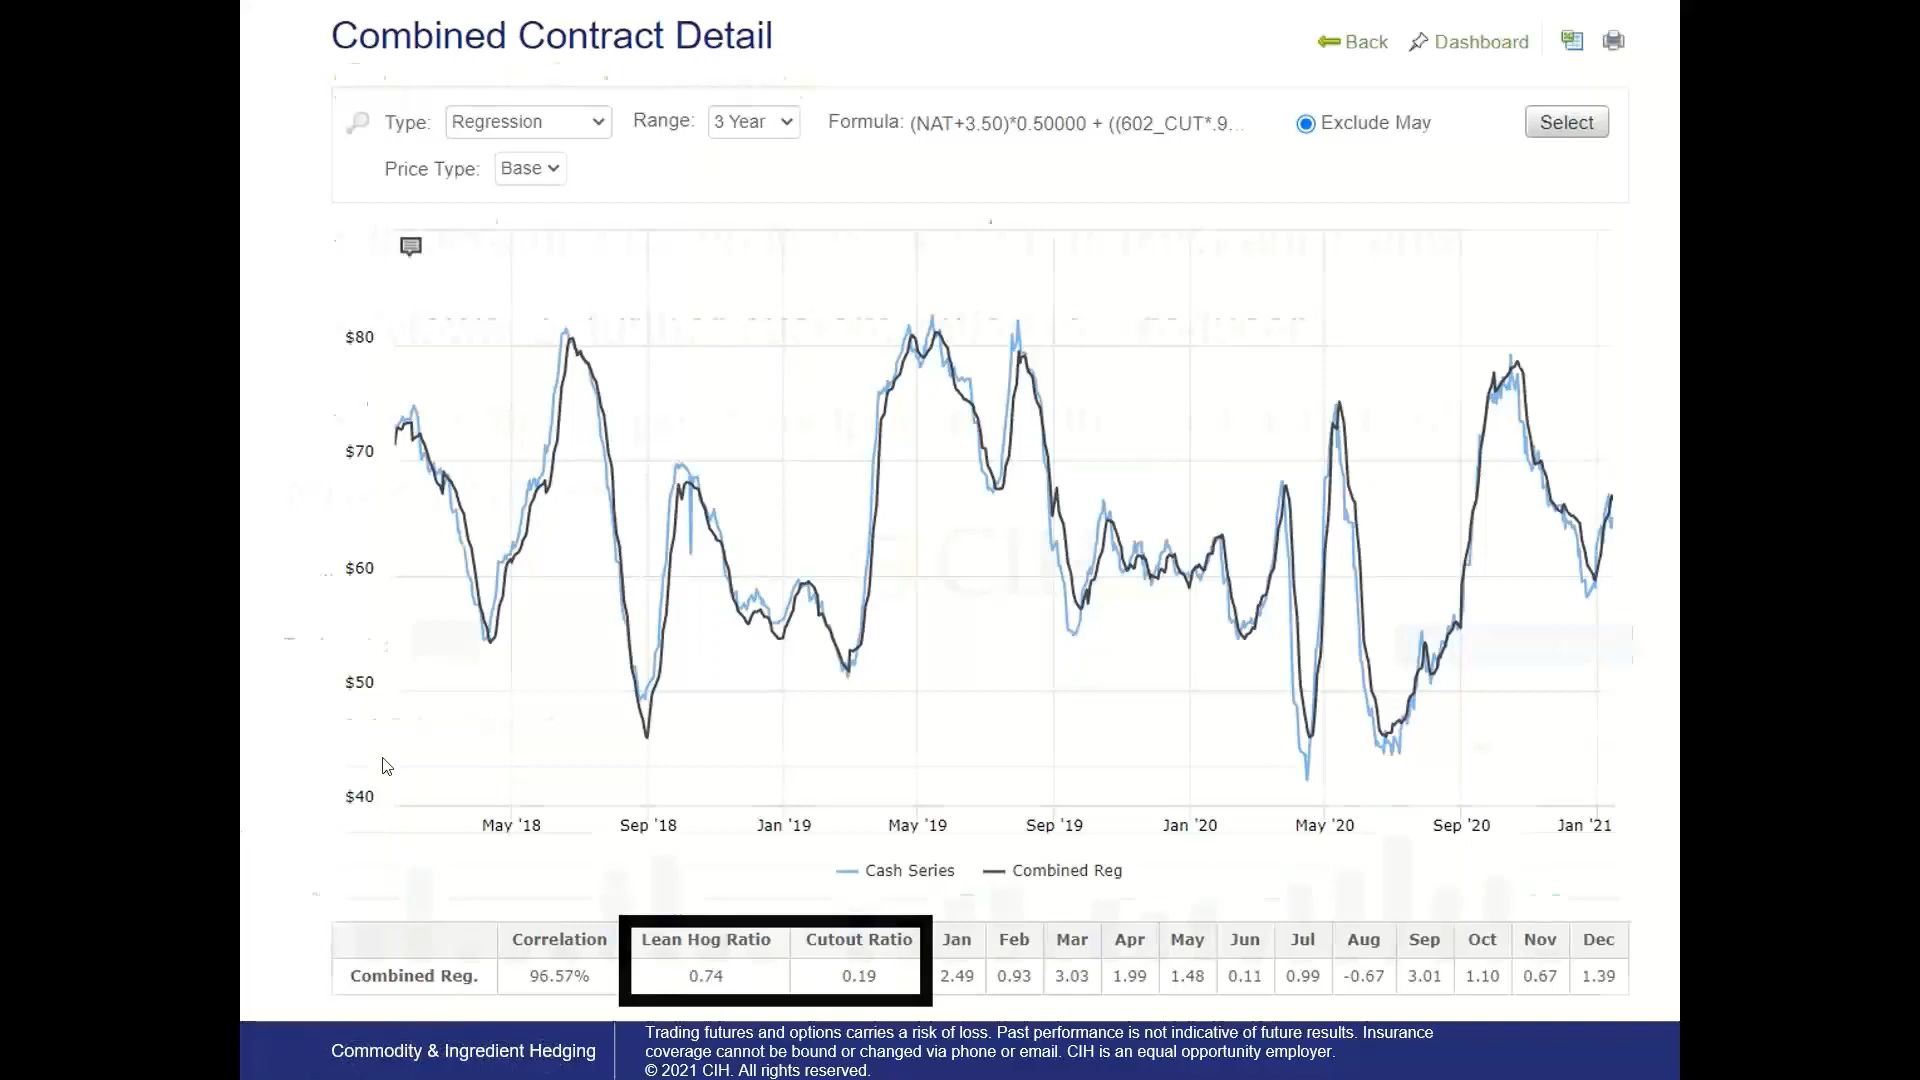 Combined Contract Detail
Back Dashboard
Type: Regression Range: 3 Year Formula: (NAT+3.50)*0.50000 + ((602_CUT*.9... Exclude May Select
Price Type: Base
$80
$70
$60
$50
$40
May '18 Sep '18 Jan '19 May '19 Sep '19 Jan '20 May '20 Sep '20 Jan '21
Cash Series Combined Reg
Correlation Lean Hog Ratio Cutout Ratio Jan Feb Mar Apr May Jun Jul Aug Sep Oct Nov Dec
Combined Reg. 96.57% 0.74 0.19 2.49 0.93 3.03 1.99 1.48 0.11 0.99 -0.67 3.01 1.10 0.67 1.39
Commodity & Ingredient Hedging
Trading futures and options carries a risk of loss. Past performance is not indicative of future results. Insurance
coverage cannot be bound or changed via phone or email. CIH is an equal opportunity employer.
© 2021 CIH. All rights reserved.